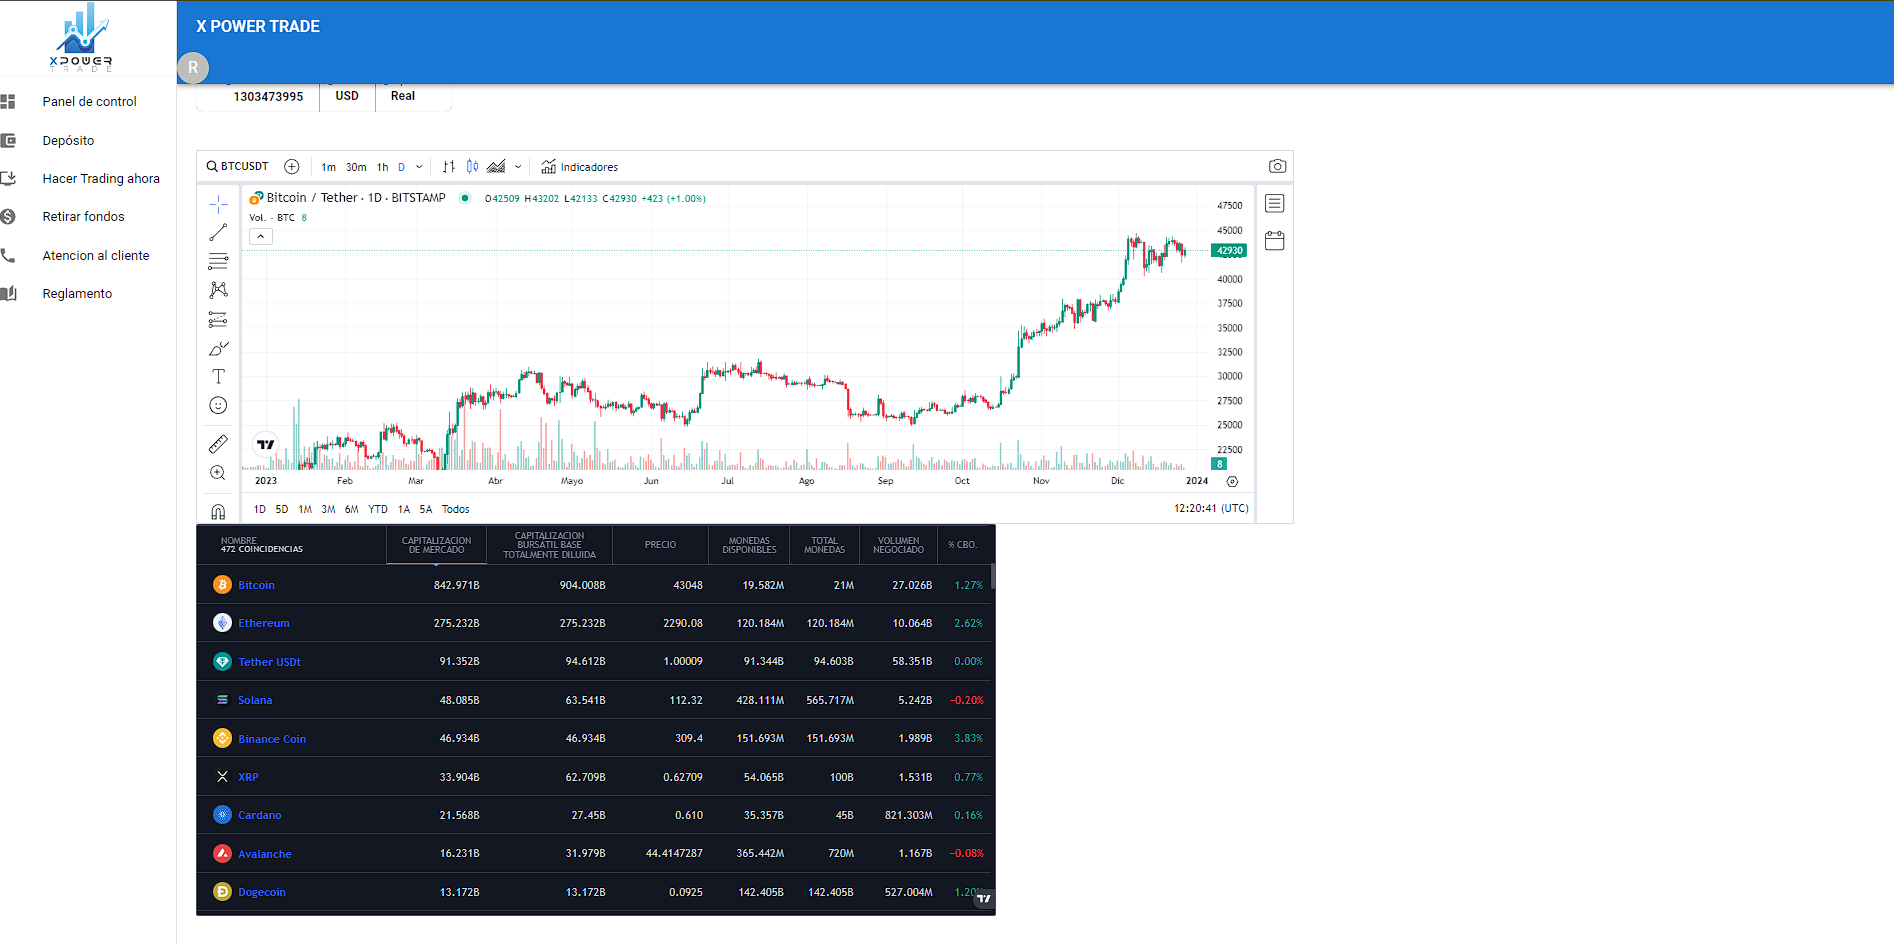 XPOWER
TRADE
X POWER TRADE
R
Panel de control
Depósito
Hacer Trading ahora
Retirar fondos
Atencion al cliente
Reglamento
1303473995 USD Real
BTCUSDT 1m 30m 1h D Indicadores
Bitcoin / Tether · 1D · BITSTAMP O42509 H43202 L42133 C42930 +423 (+1.00%)
Vol. · BTC 8
47500
45000
42930
40000
37500
35000
32500
30000
27500
25000
22500
8
2023 Feb Mar Abr Mayo Jun Jul Ago Sep Oct Nov Dic 2024
1D 5D 1M 3M 6M YTD 1A 5A Todos 12:20:41 (UTC)
NOMBRE
472 COINCIDENCIAS
CAPITALIZACION
DE MERCADO
CAPITALIZACION
BURSATIL BASE
TOTALMENTE DILUIDA
PRECIO
MONEDAS
DISPONIBLES
TOTAL
MONEDAS
VOLUMEN
NEGOCIADO
% CBO.
Bitcoin 842.971B 904.008B 43048 19.582M 21M 27.026B 1.27%
Ethereum 275.232B 275.232B 2290.08 120.184M 120.184M 10.064B 2.62%
Tether USDt 91.352B 94.612B 1.00009 91.344B 94.603B 58.351B 0.00%
Solana 48.085B 63.541B 112.32 428.111M 565.717M 5.242B −0.20%
Binance Coin 46.934B 46.934B 309.4 151.693M 151.693M 1.989B 3.83%
XRP 33.904B 62.709B 0.62709 54.065B 100B 1.531B 0.77%
Cardano 21.568B 27.45B 0.610 35.357B 45B 821.303M 0.16%
Avalanche 16.231B 31.979B 44.4147287 365.442M 720M 1.167B −0.08%
Dogecoin 13.172B 13.172B 0.0925 142.405B 142.405B 527.004M 1.20%